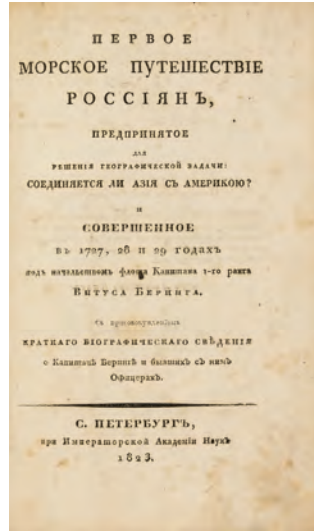 ПЕРВОЕ
МОРСКОЕ ПУТЕШЕСТВІЕ
РОССІЯНЪ,
ПРЕДПРИНЯТОЕ
для
РЕШЕНІЯ ГЕОГРАФИЧЕСКОЙ ЗАДАЧИ:
СОЕДИНЯЕТСЯ ЛИ АЗІЯ СЪ АМЕРИКОЮ?
и
СОВЕРШЕННОЕ
въ 1727, 28 и 29 годахъ
подъ начальствомъ флота Капитана 1-го ранга
Витуса Беринга.
Съ присовокупленіемъ
КРАТКАГО БІОГРАФИЧЕСКАГО СВѢДЕНІЯ
о Капитанѣ Берингѣ и бывшихъ съ нимъ
Офицерахъ.
С. ПЕТЕРБУРГЪ,
при Императорской Академіи Наукъ
1823.